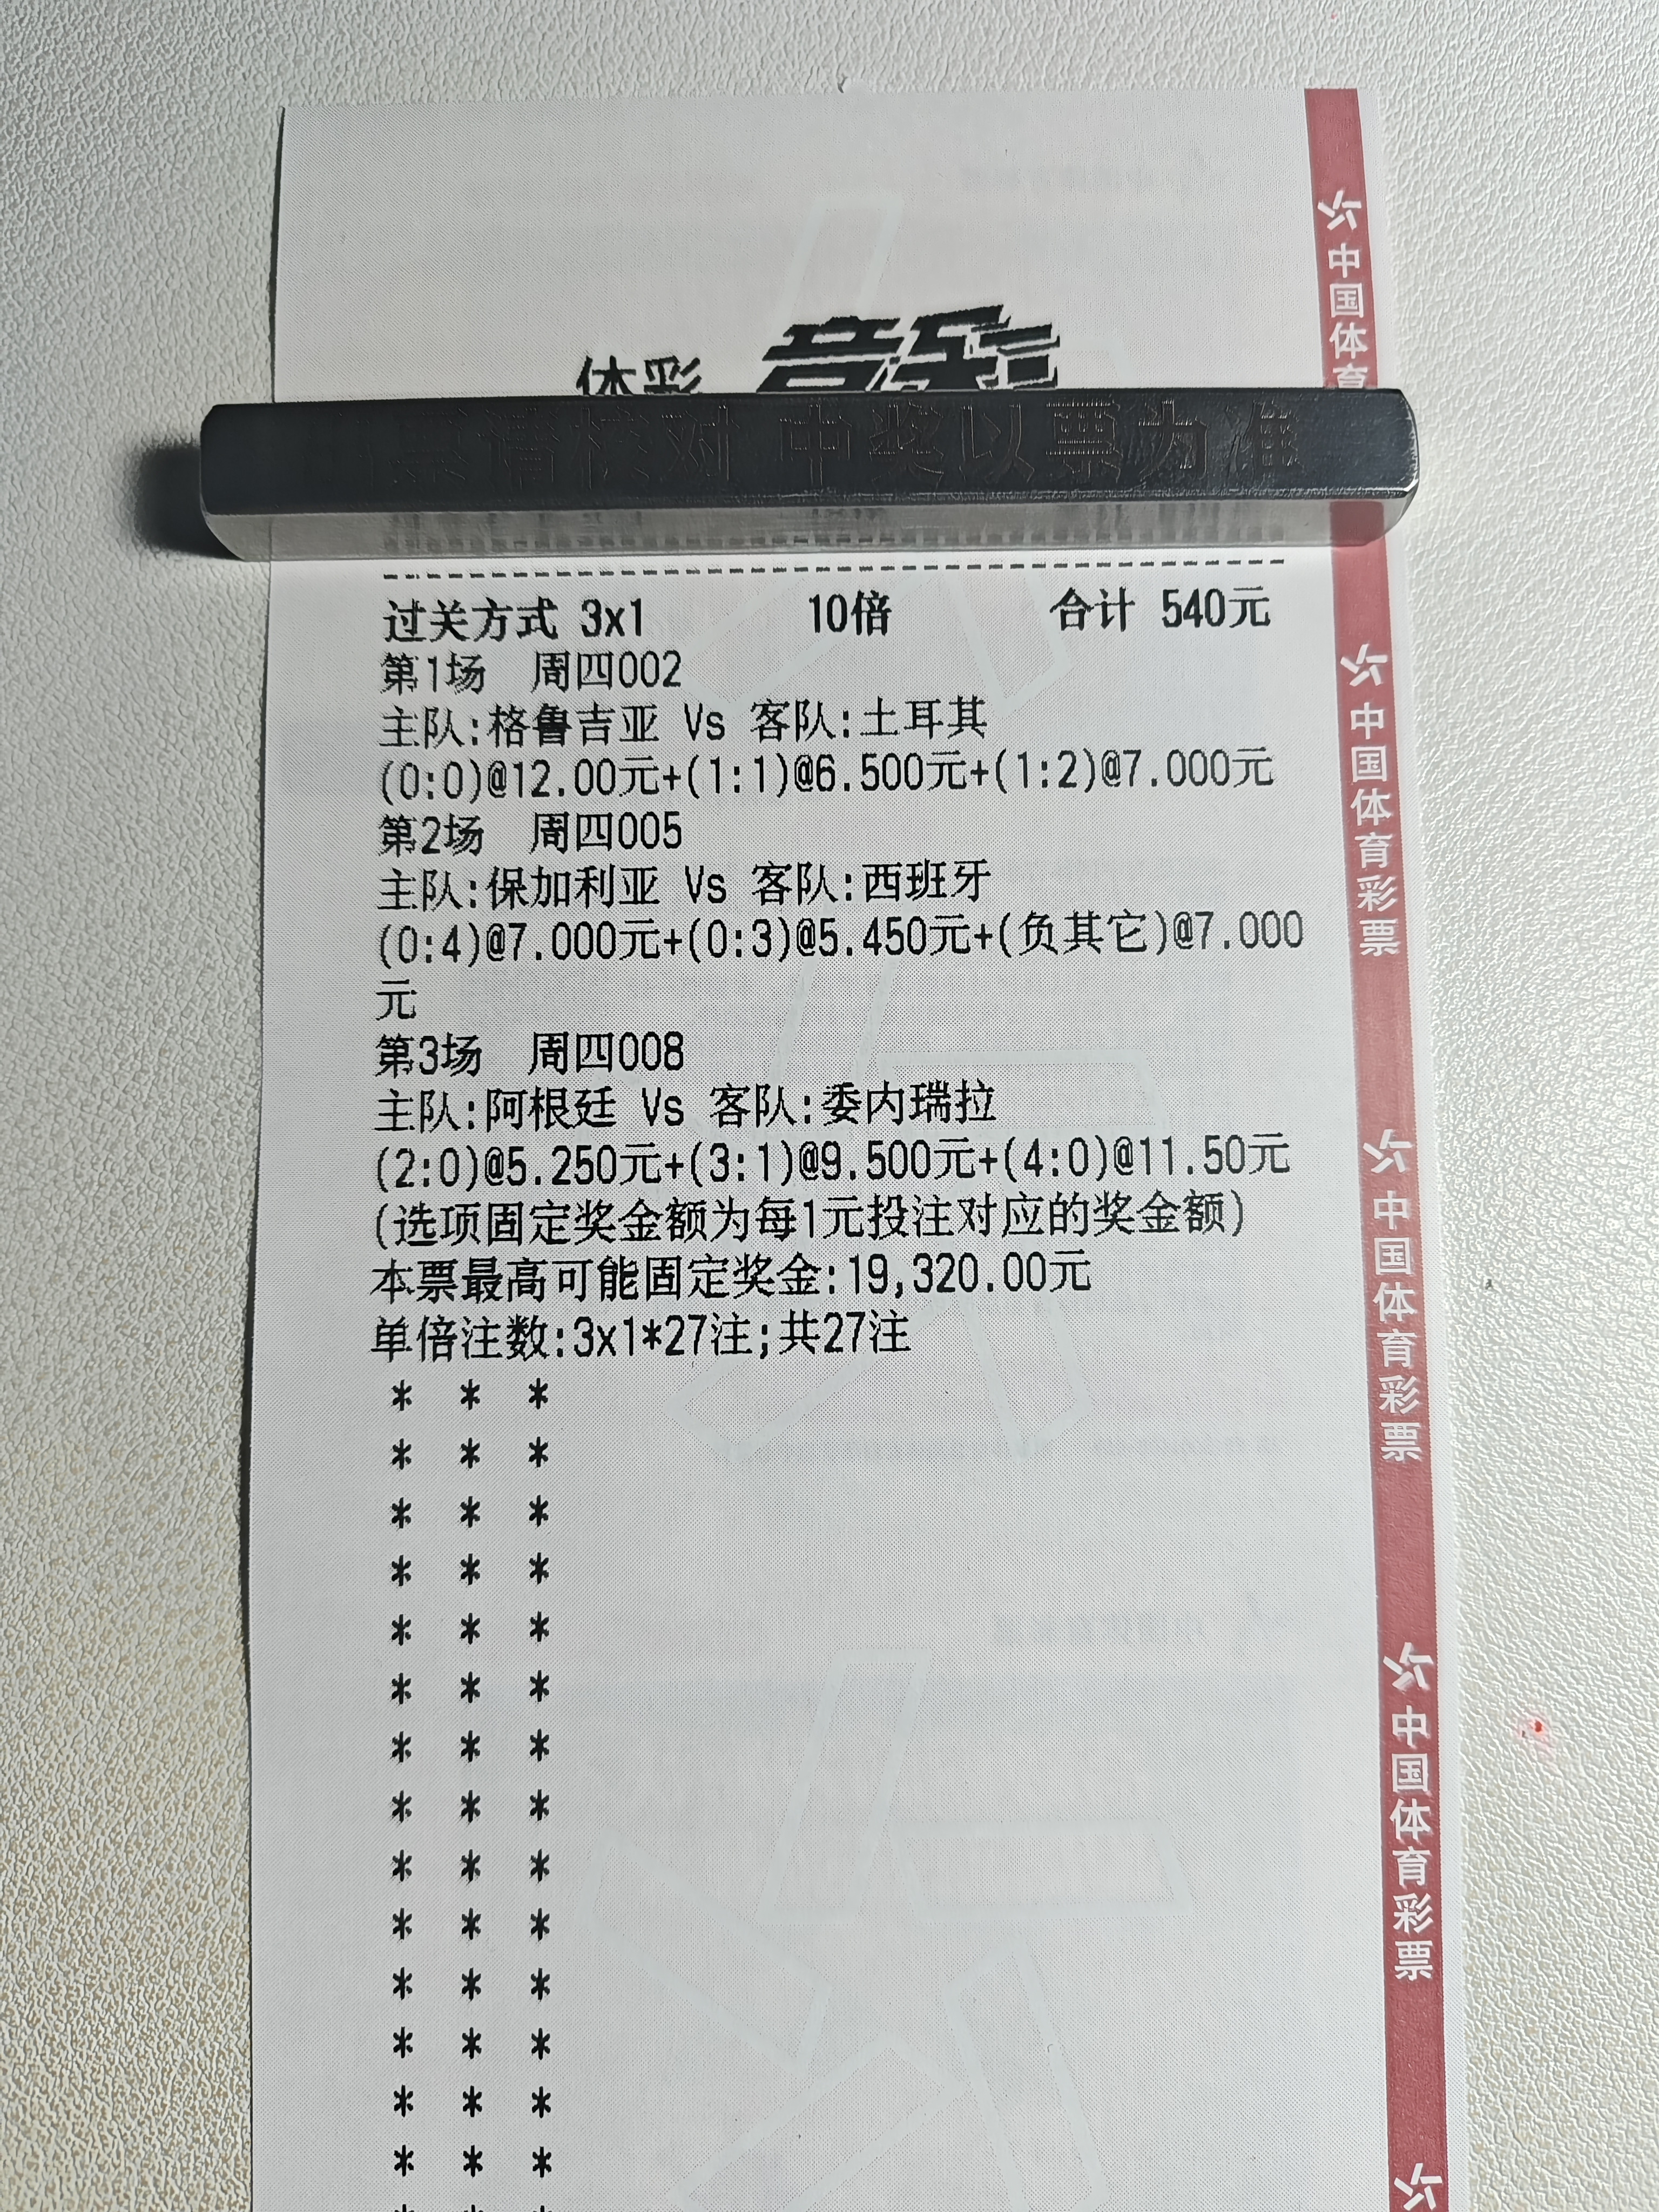 体彩 竞
票请核对 中奖以票为准
过关方式 3x1 10倍 合计 540元
第1场 周四002
主队:格鲁吉亚 Vs 客队:土耳其
(0:0)@12.00元+(1:1)@6.500元+(1:2)@7.000元
第2场 周四005
主队:保加利亚 Vs 客队:西班牙
(0:4)@7.000元+(0:3)@5.450元+(负其它)@7.000
元
第3场 周四008
主队:阿根廷 Vs 客队:委内瑞拉
(2:0)@5.250元+(3:1)@9.500元+(4:0)@11.50元
(选项固定奖金额为每1元投注对应的奖金额)
本票最高可能固定奖金:19,320.00元
单倍注数:3x1*27注;共27注
* * *
* * *
* * *
* * *
* * *
* * *
* * *
* * *
* * *
* * *
* * *
* * *
* * *
* * *
中国体育
中国体育彩票
中国体育彩票
中国体育彩票